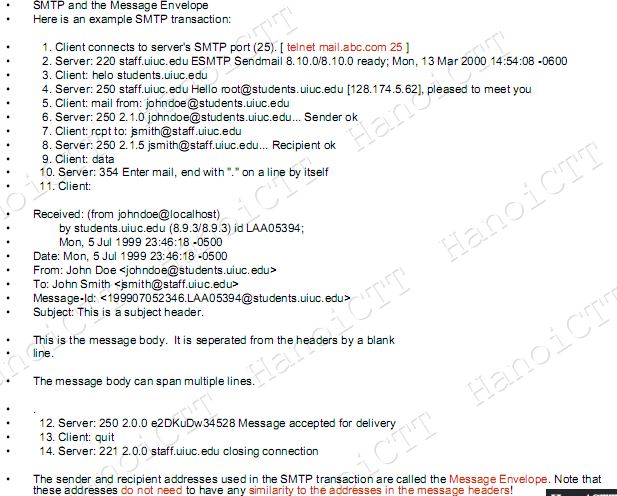 • SMTP and the Message Envelope
• Here is an example SMTP transaction:
• 1. Client connects to server's SMTP port (25). [ telnet mail.abc.com 25 ]
• 2. Server: 220 staff.uiuc.edu ESMTP Sendmail 8.10.0/8.10.0 ready; Mon, 13 Mar 2000 14:54:08 -0600
• 3. Client: helo students.uiuc.edu
• 4. Server: 250 staff.uiuc.edu Hello root@students.uiuc.edu [128.174.5.62], pleased to meet you
• 5. Client: mail from: johndoe@students.uiuc.edu
• 6. Server: 250 2.1.0 johndoe@students.uiuc.edu... Sender ok
• 7. Client: rcpt to: jsmith@staff.uiuc.edu
• 8. Server: 250 2.1.5 jsmith@staff.uiuc.edu... Recipient ok
• 9. Client: data
• 10. Server: 354 Enter mail, end with "." on a line by itself
• 11. Client:
• Received: (from johndoe@localhost)
• by students.uiuc.edu (8.9.3/8.9.3) id LAA05394;
• Mon, 5 Jul 1999 23:46:18 -0500
• Date: Mon, 5 Jul 1999 23:46:18 -0500
• From: John Doe <johndoe@students.uiuc.edu>
• To: John Smith <jsmith@staff.uiuc.edu>
• Message-Id: <199907052346.LAA05394@students.uiuc.edu>
• Subject: This is a subject header.
• This is the message body. It is seperated from the headers by a blank
• line.
• The message body can span multiple lines.
• .
• 12. Server: 250 2.0.0 e2DKuDw34528 Message accepted for delivery
• 13. Client: quit
• 14. Server: 221 2.0.0 staff.uiuc.edu closing connection
• The sender and recipient addresses used in the SMTP transaction are called the Message Envelope. Note that
these addresses do not need to have any similarity to the addresses in the message headers!
HanoiCTT
HanoiCTT
HanoiCTT
HanoiCTT
HanoiCTT
HanoiCTT